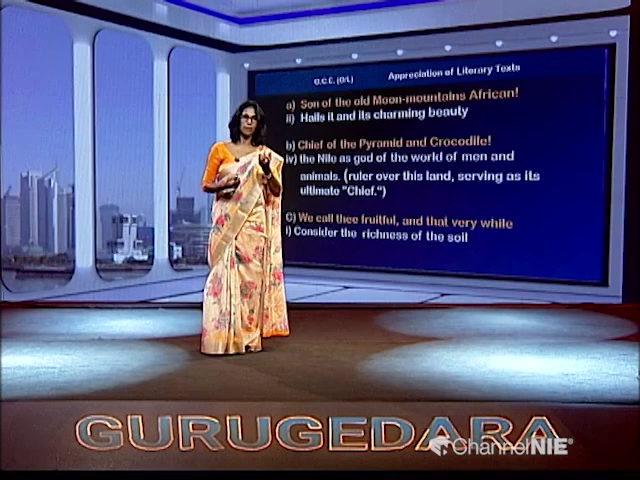 G.C.E. (O/L) Appreciation of Literary Texts
a) Son of the old Moon-mountains African!
ii) Hails it and its charming beauty
b) Chief of the Pyramid and Crocodile!
iv) the Nile as god of the world of men and
animals. (ruler over this land, serving as its
ultimate "Chief.")
C) We call thee fruitful, and that very while
i) Consider the richness of the soil
GURUGEDARA
ChannelNIE